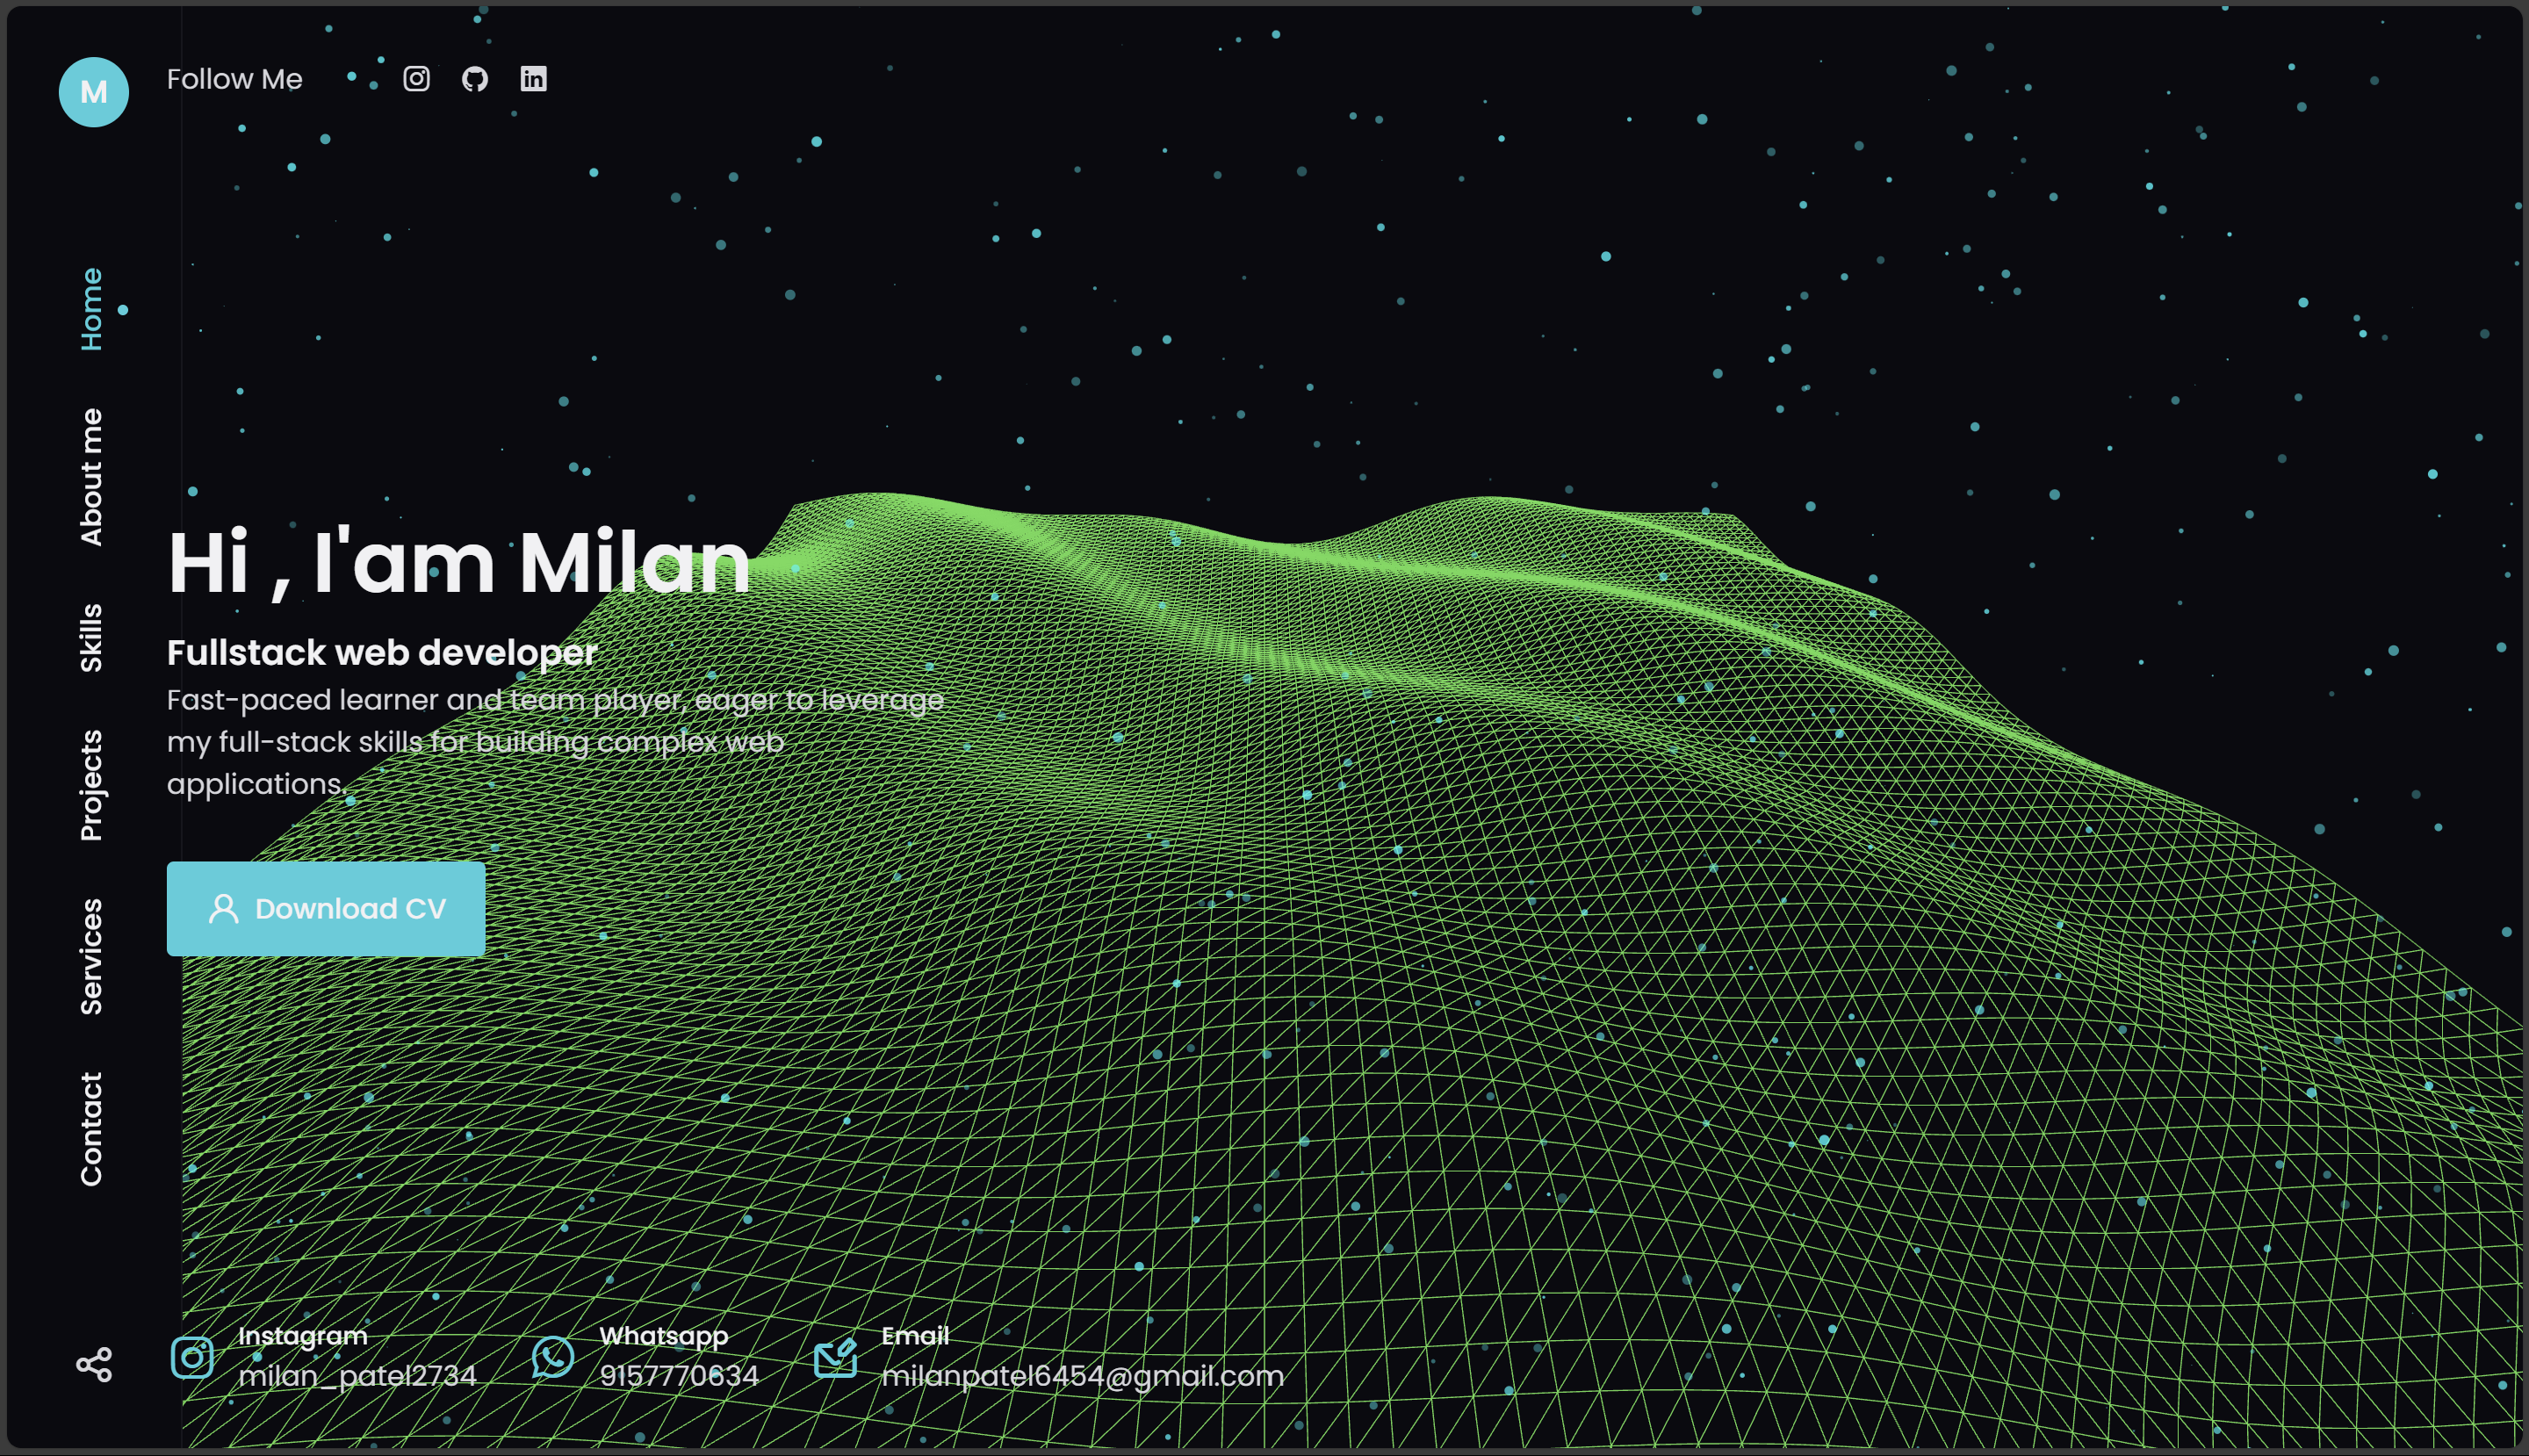 M
Follow Me
Home
About me
Skills
Projects
Services
Contact
Hi , I'am Milan
Fullstack web developer
Fast-paced learner and team player, eager to leverage
my full-stack skills for building complex web
applications.
Download CV
Instagram
milan_patel2734
Whatsapp
9157770634
Email
milanpatel6454@gmail.com